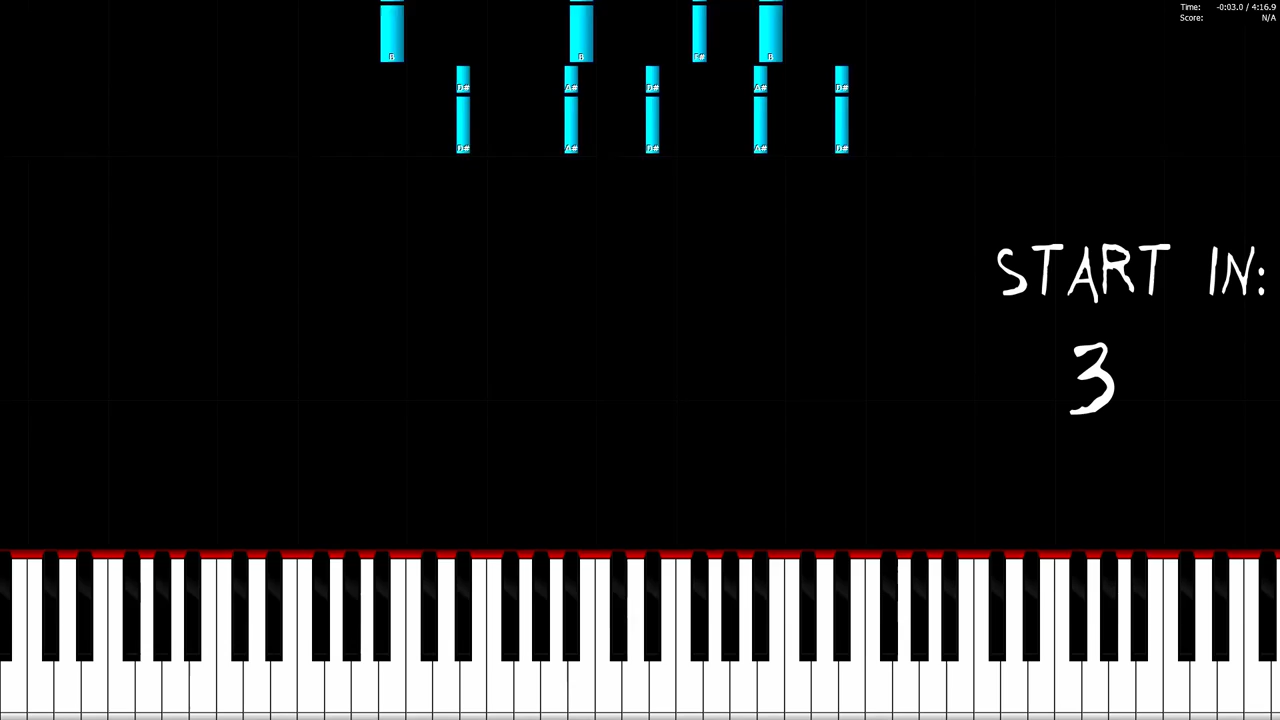 Time: -0:03.0 / 4:16.9
Score: N/A
B B F# B
D# A# D# A# D#
D# A# D# A# D#
START IN:
3